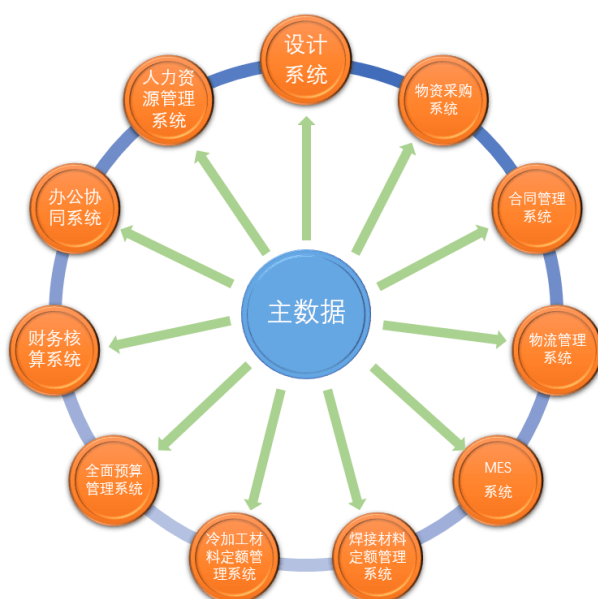 设计
系统
物资采购
系统
合同管理
系统
物流管理
系统
MES
系统
焊接材料
定额管理
系统
冷加工材
料定额管
理系统
全面预算
管理系统
财务核
算系统
办公协
同系统
人力资
源管理
系统
主数据